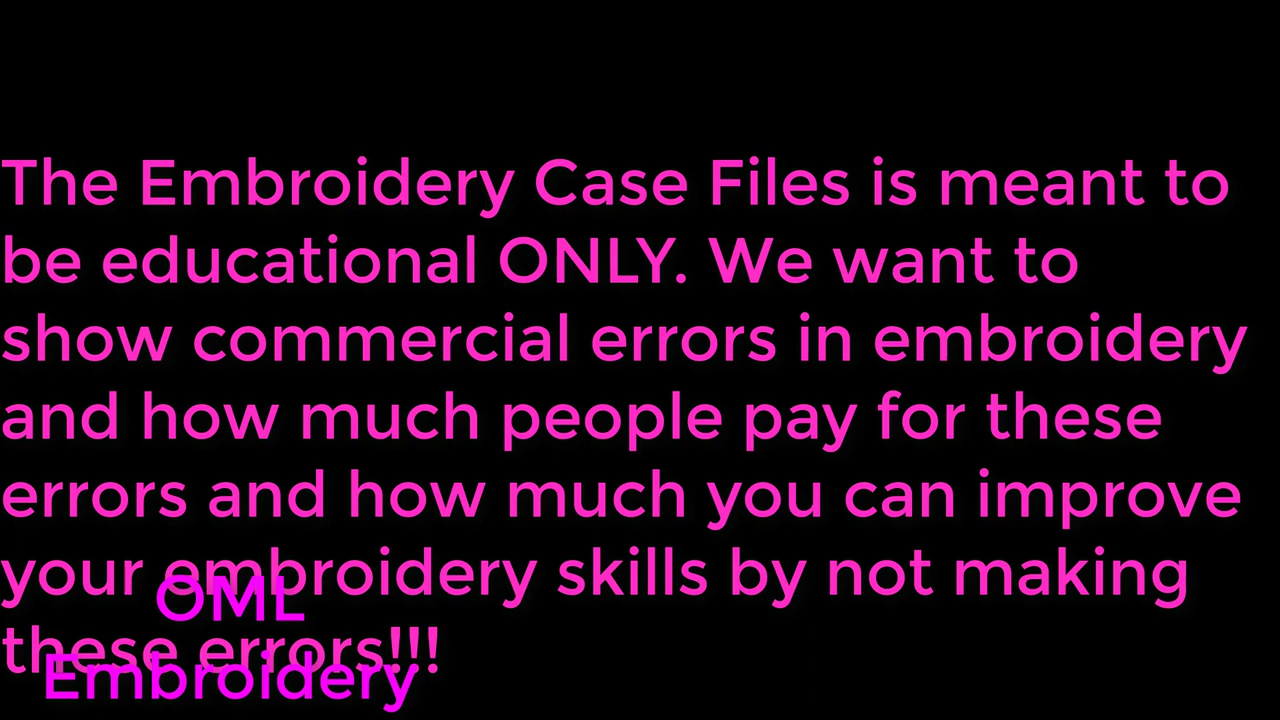 The Embroidery Case Files is meant to
be educational ONLY. We want to
show commercial errors in embroidery
and how much people pay for these
errors and how much you can improve
your embroidery skills by not making
these errors!!!
OML
Embroidery